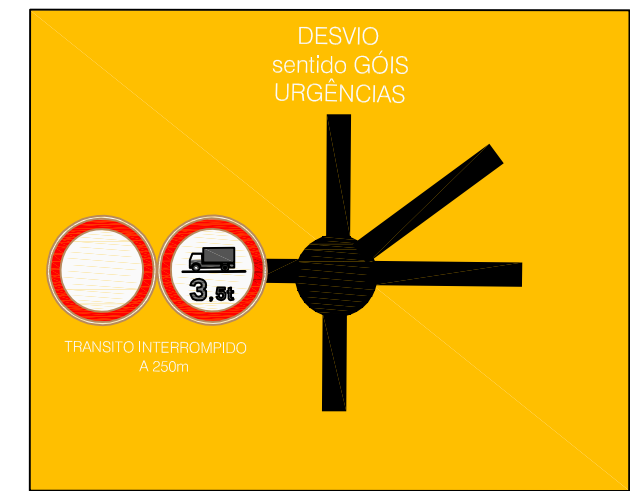 DESVIO
sentido GÓIS
URGÊNCIAS
3,5t
TRANSITO INTERROMPIDO
A 250m